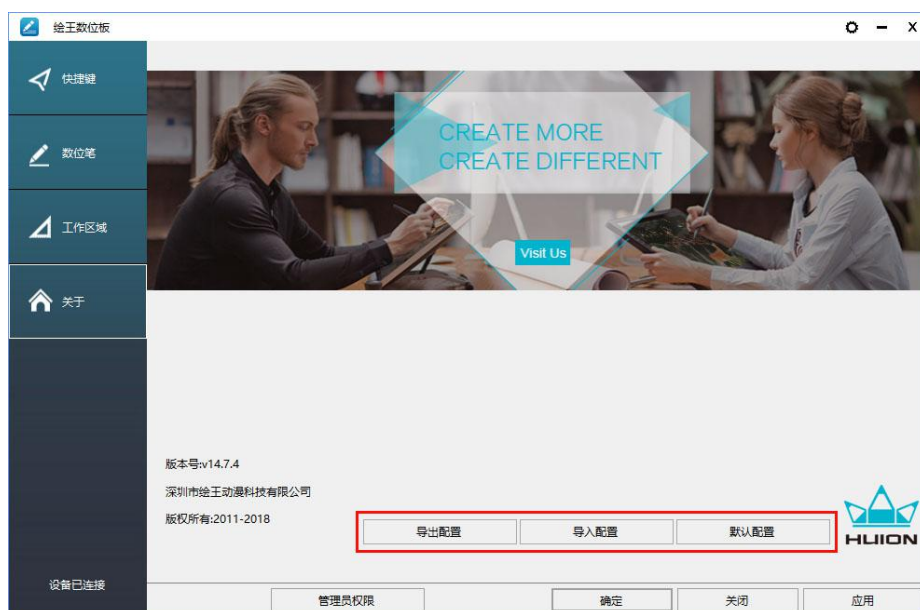 绘王数位板
快捷键
数位笔
工作区域
关于
CREATE MORE
CREATE DIFFERENT
Visit Us
版本号:v14.7.4
深圳市绘王动漫科技有限公司
版权所有:2011-2018
导出配置 导入配置 默认配置
HUION
设备已连接
管理员权限 确定 关闭 应用